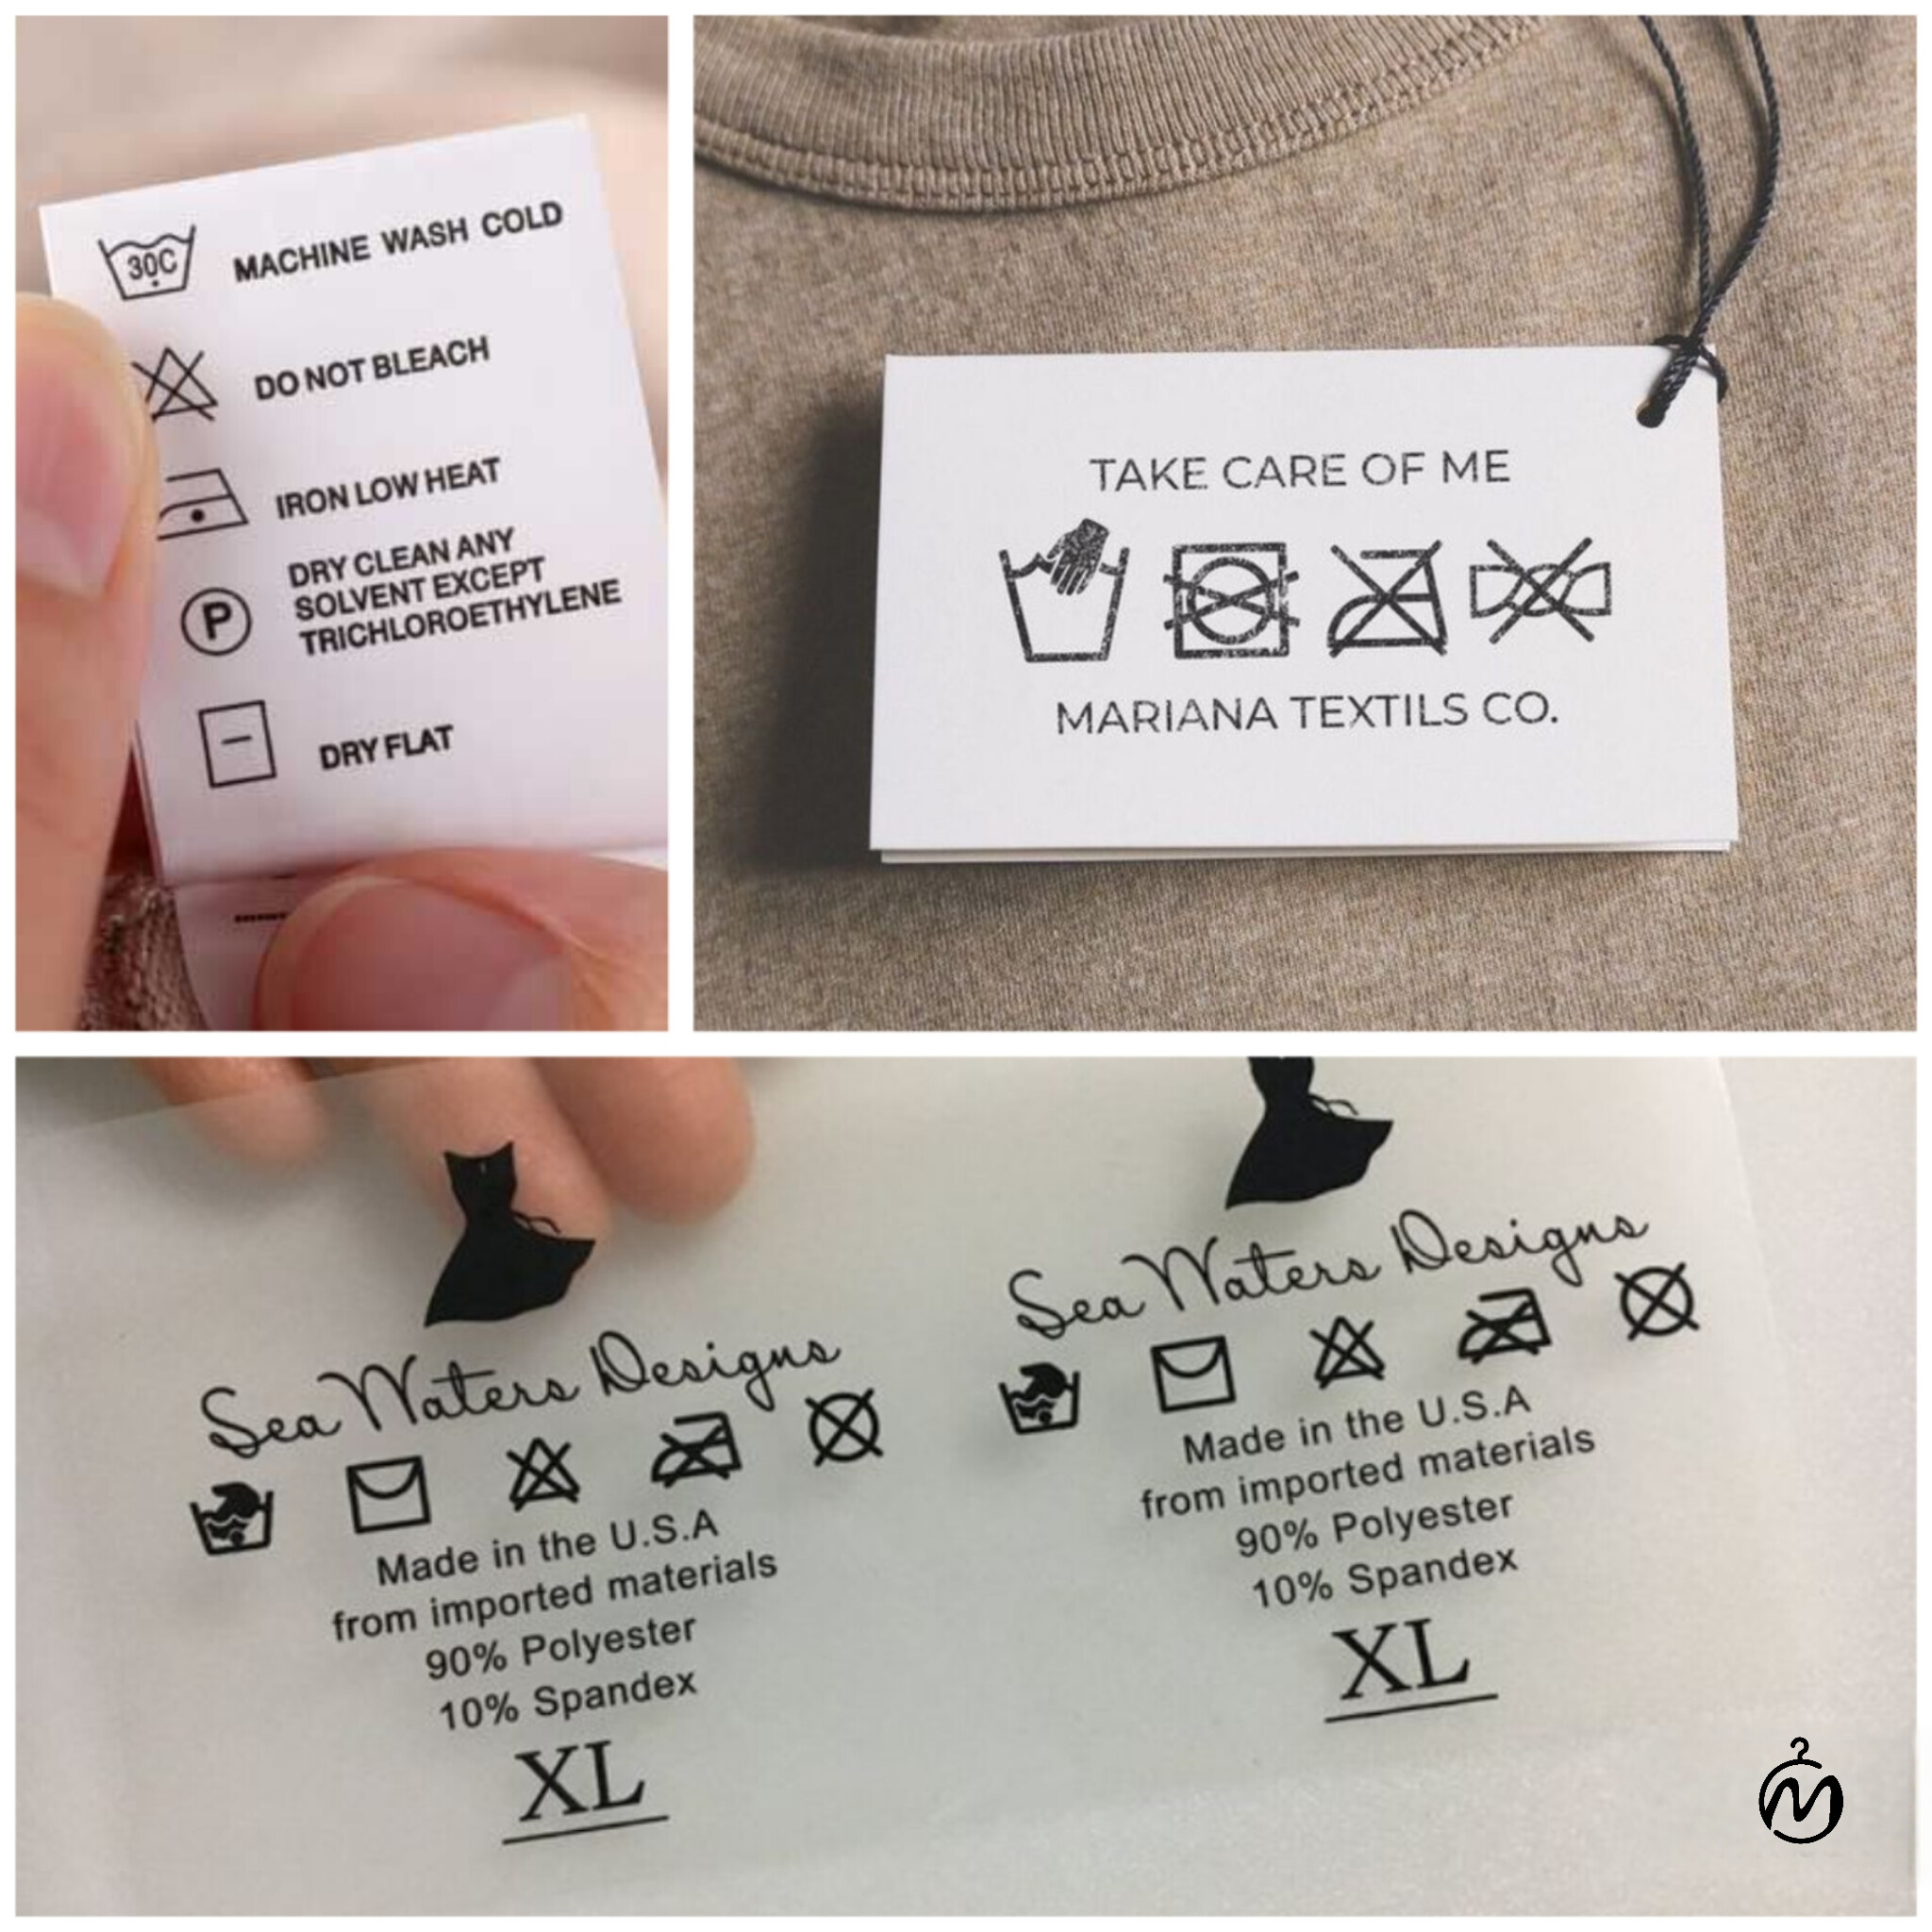 30C MACHINE WASH COLD
DO NOT BLEACH
IRON LOW HEAT
DRY CLEAN ANY
SOLVENT EXCEPT
TRICHLOROETHYLENE
P
DRY FLAT
TAKE CARE OF ME
MARIANA TEXTILS CO.
Sea Waters Designs
Made in the U.S.A
from imported materials
90% Polyester
10% Spandex
XL
Sea Waters Designs
Made in the U.S.A
from imported materials
90% Polyester
10% Spandex
XL
M